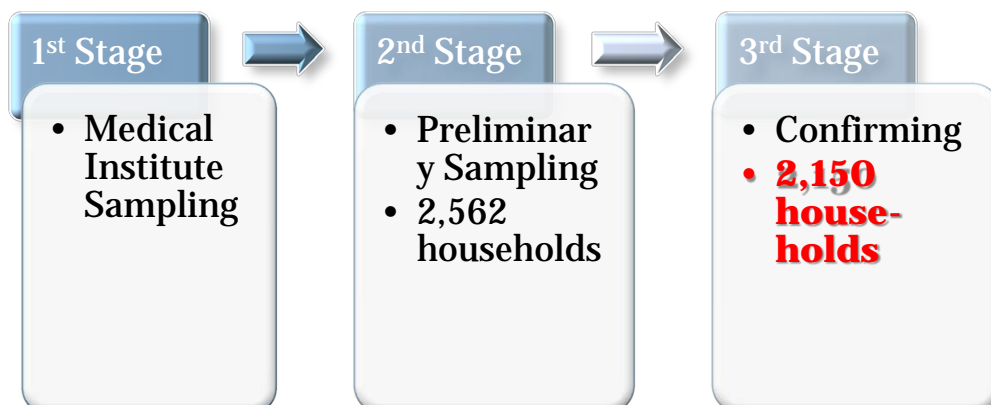 1st Stage
• Medical
Institute
Sampling
2nd Stage
• Preliminar
y Sampling
• 2,562
households
3rd Stage
• Confirming
• 2,150
house-
holds